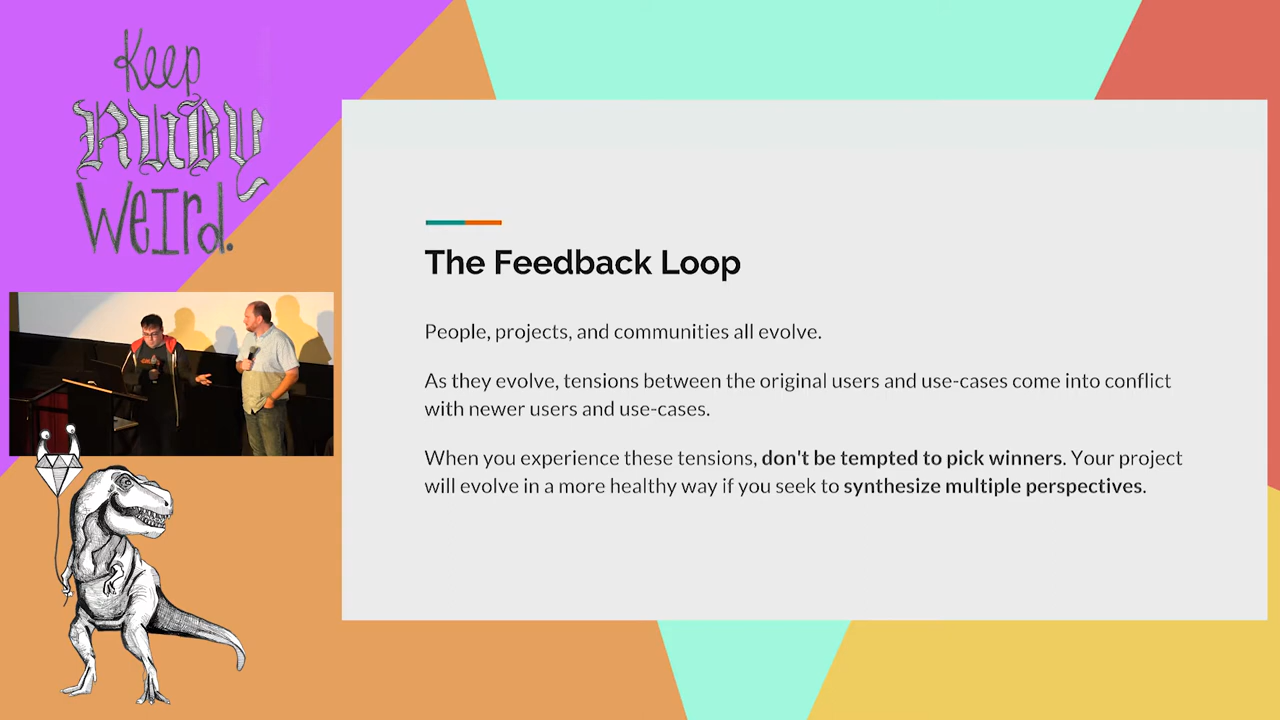 Keep
RUBY
WeIrd.
The Feedback Loop
People, projects, and communities all evolve.
As they evolve, tensions between the original users and use-cases come into conflict
with newer users and use-cases.
When you experience these tensions, don't be tempted to pick winners. Your project
will evolve in a more healthy way if you seek to synthesize multiple perspectives.